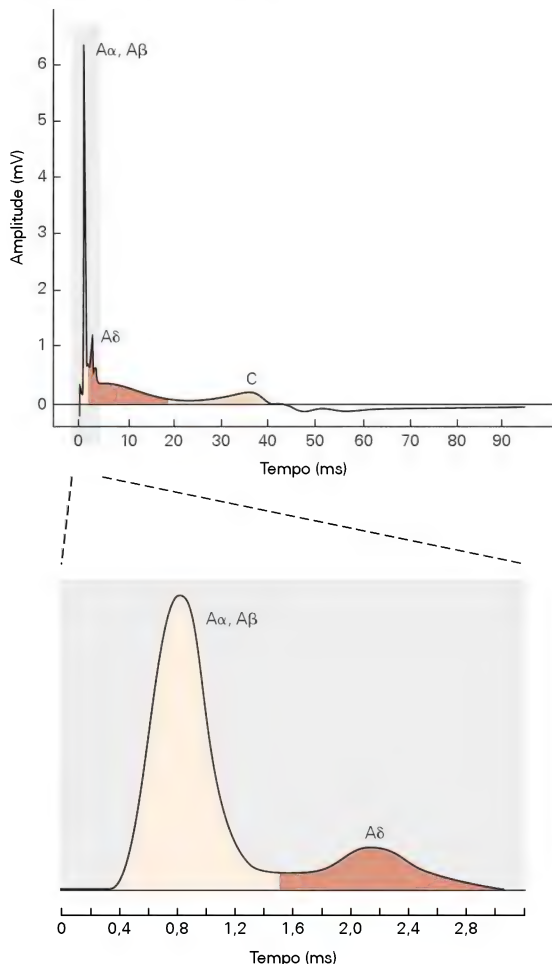 Aα, Aβ
6
5
4
3
2
1
0
Amplitude (mV)
Aδ
C
0 10 20 30 40 50 60 70 80 90
Tempo (ms)
Aα, Aβ
Aδ
0 0,4 0,8 1,2 1,6 2,0 2,4 2,8
Tempo (ms)